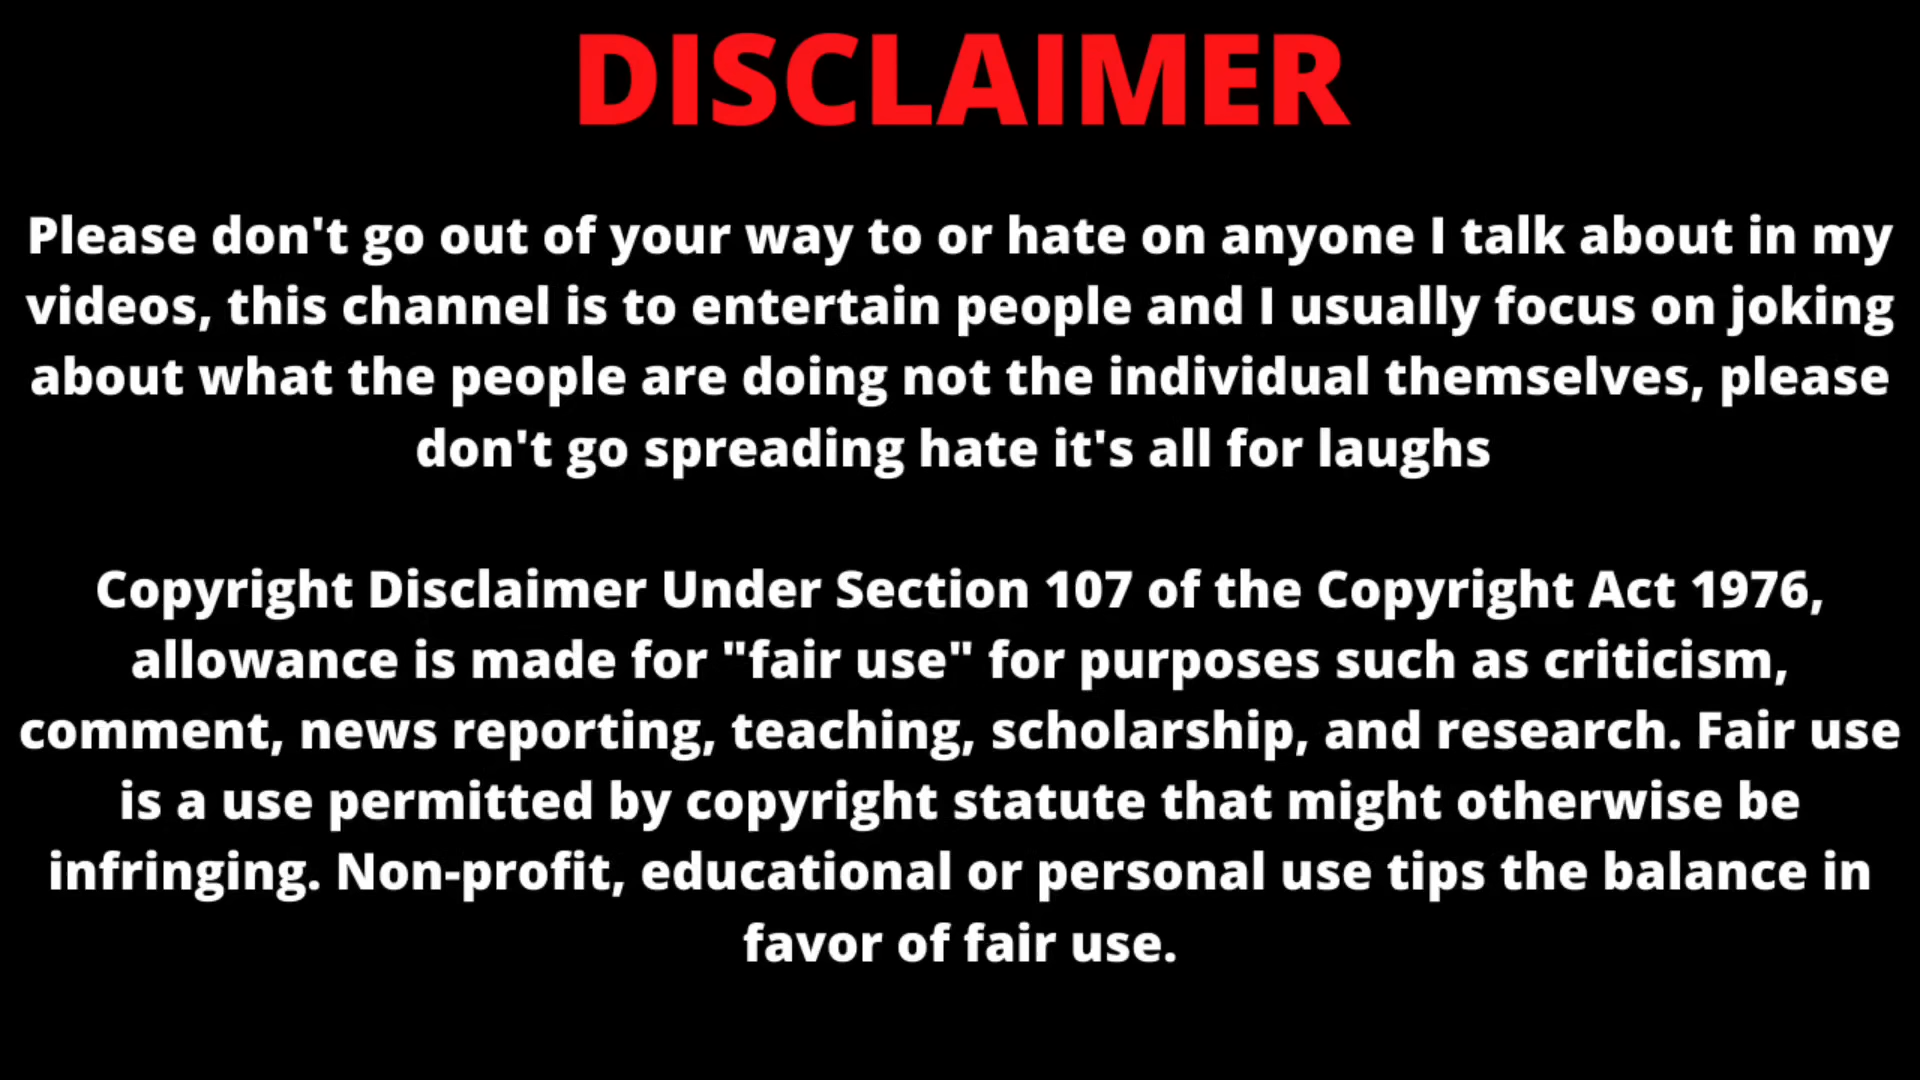 DISCLAIMER
Please don't go out of your way to or hate on anyone I talk about in my
videos, this channel is to entertain people and I usually focus on joking
about what the people are doing not the individual themselves, please
don't go spreading hate it's all for laughs
Copyright Disclaimer Under Section 107 of the Copyright Act 1976,
allowance is made for "fair use" for purposes such as criticism,
comment, news reporting, teaching, scholarship, and research. Fair use
is a use permitted by copyright statute that might otherwise be
infringing. Non-profit, educational or personal use tips the balance in
favor of fair use.